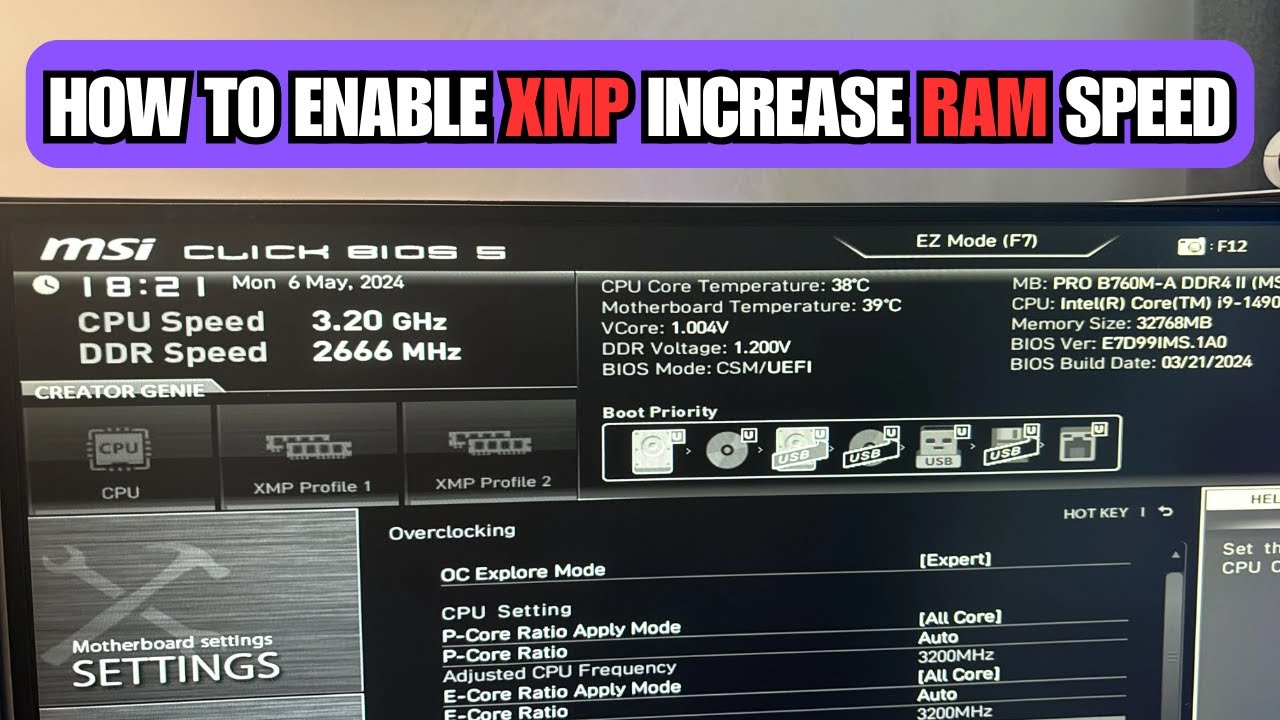 HOW TO ENABLE XMP INCREASE RAM SPEED
msi CLICK BIOS 5
EZ Mode (F7)
: F12
18:21 Mon 6 May, 2024
CPU Speed 3.20 GHz
DDR Speed 2666 MHz
CREATOR GENIE
CPU
CPU
XMP Profile 1
XMP Profile 2
CPU Core Temperature: 38°C
Motherboard Temperature: 39°C
VCore: 1.004V
DDR Voltage: 1.200V
BIOS Mode: CSM/UEFI
MB: PRO B760M-A DDR4 II (MS
CPU: Intel(R) Core(TM) i9-1490
Memory Size: 32768MB
BIOS Ver: E7D99IMS.1A0
BIOS Build Date: 03/21/2024
Boot Priority
U U U U U U U
USB USB USB USB
Motherboard settings
SETTINGS
Overclocking
HOT KEY |
OC Explore Mode [Expert]
CPU Setting
P-Core Ratio Apply Mode [All Core]
P-Core Ratio Auto
Adjusted CPU Frequency 3200MHz
E-Core Ratio Apply Mode [All Core]
E-Core Ratio Auto
3200MHz
HEL
Set th
CPU C